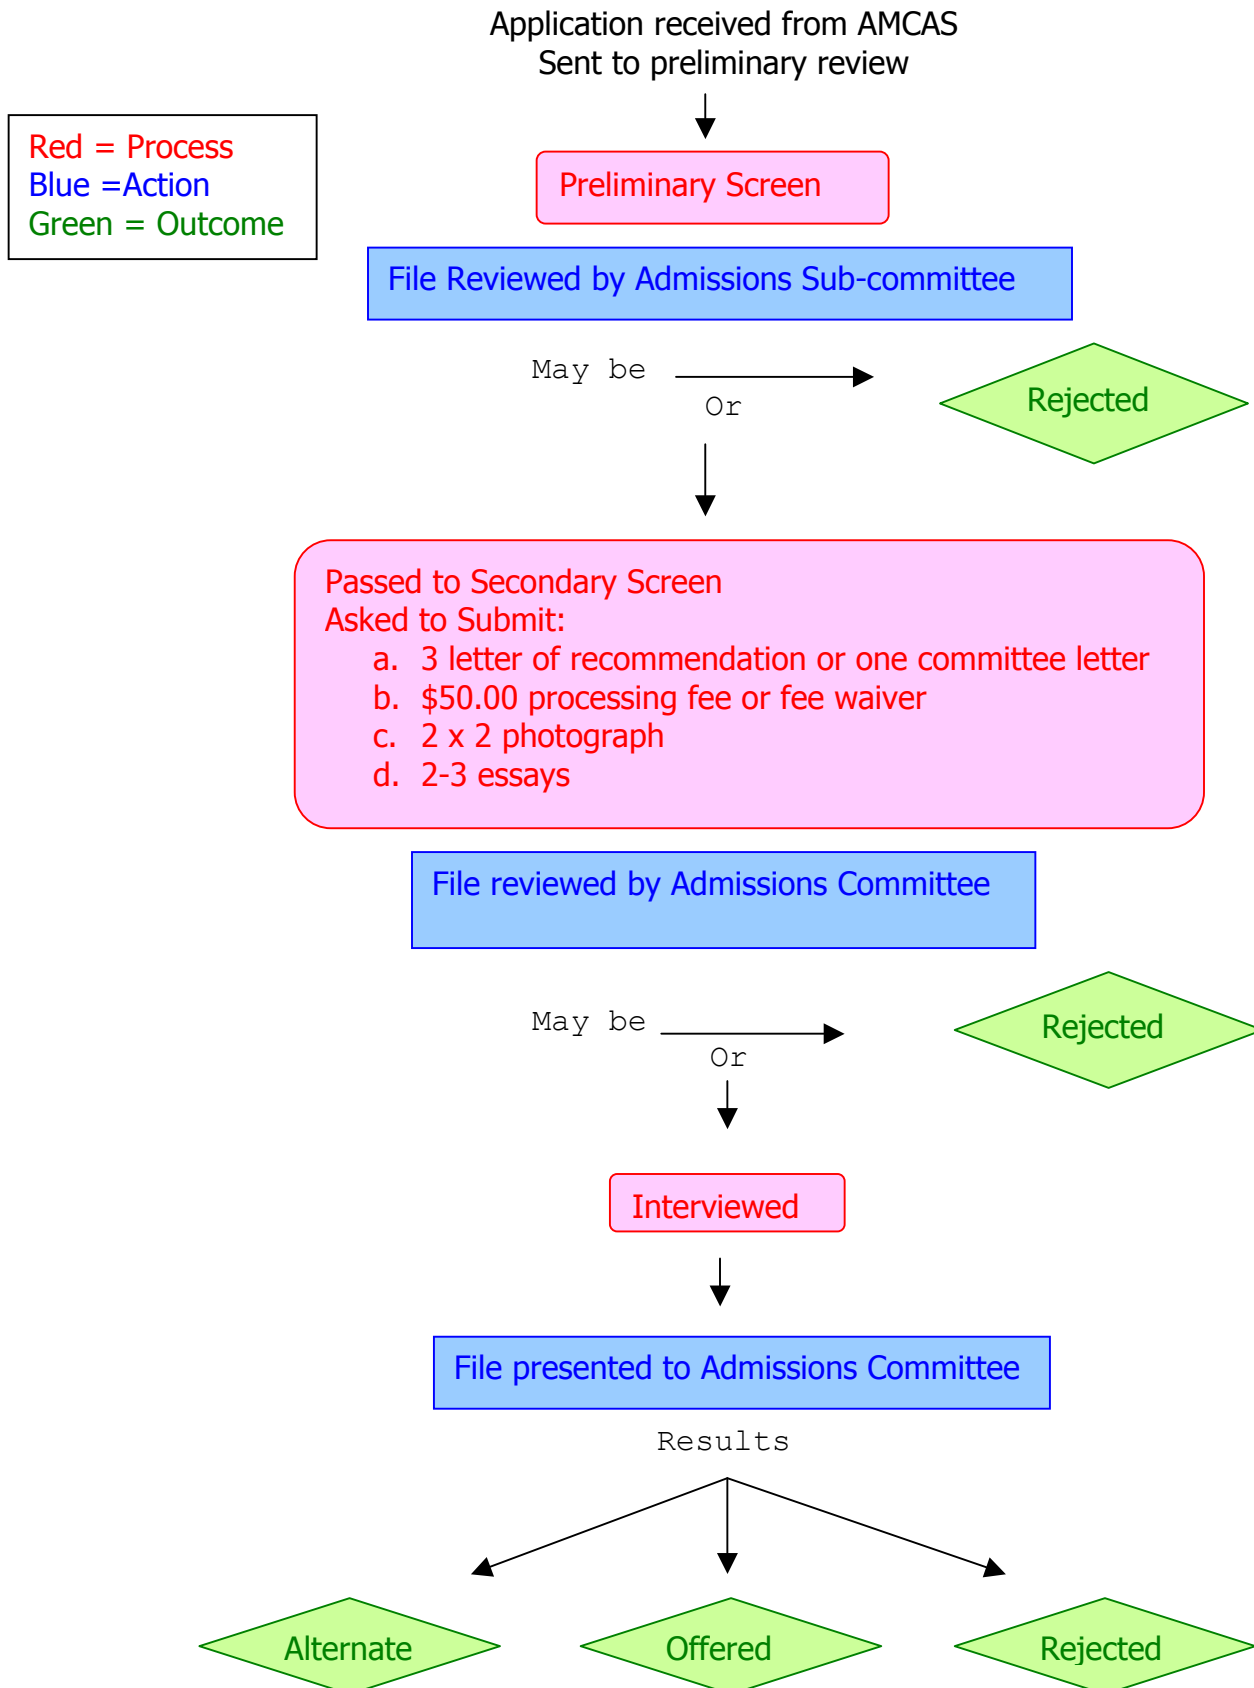 Application received from AMCAS
Sent to preliminary review
Red = Process
Blue =Action
Green = Outcome
Preliminary Screen
File Reviewed by Admissions Sub-committee
May be
Or
Rejected
Passed to Secondary Screen
Asked to Submit:
a. 3 letter of recommendation or one committee letter
b. $50.00 processing fee or fee waiver
c. 2 x 2 photograph
d. 2-3 essays
File reviewed by Admissions Committee
May be
Or
Rejected
Interviewed
File presented to Admissions Committee
Results
Alternate
Offered
Rejected